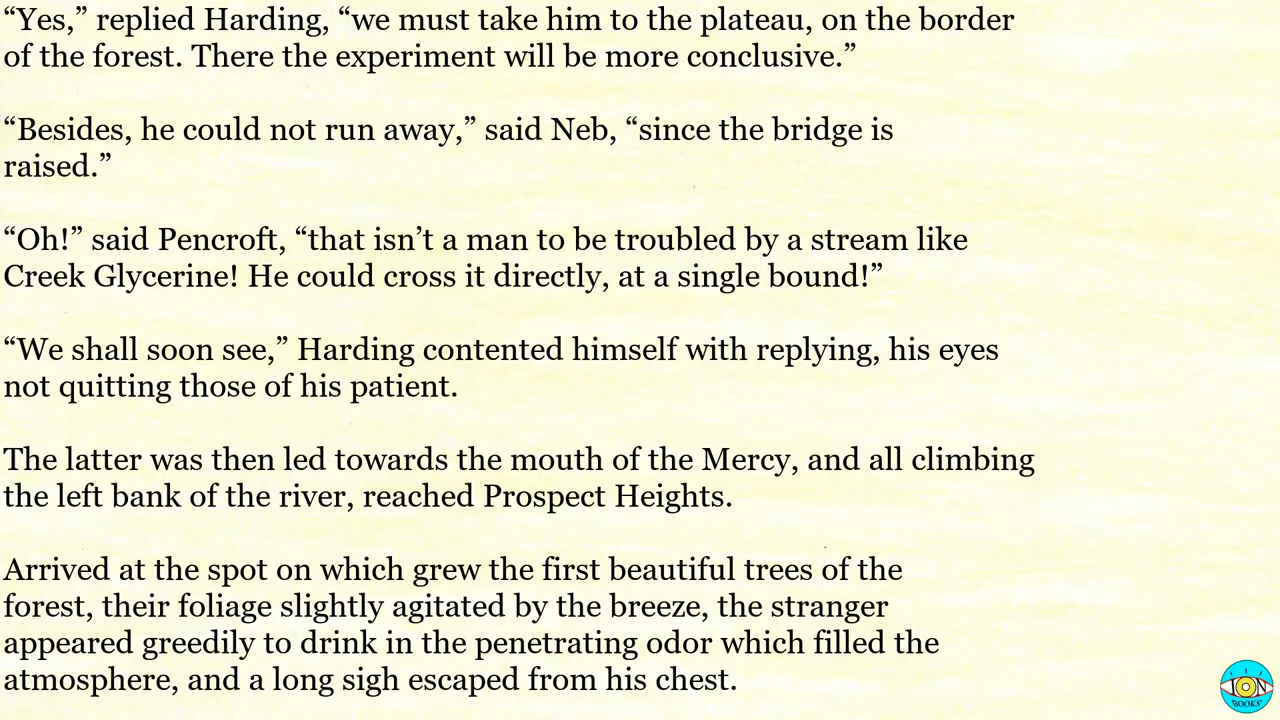 “Yes,” replied Harding, “we must take him to the plateau, on the border
of the forest. There the experiment will be more conclusive.”
“Besides, he could not run away,” said Neb, “since the bridge is
raised.”
“Oh!” said Pencroft, “that isn’t a man to be troubled by a stream like
Creek Glycerine! He could cross it directly, at a single bound!”
“We shall soon see,” Harding contented himself with replying, his eyes
not quitting those of his patient.
The latter was then led towards the mouth of the Mercy, and all climbing
the left bank of the river, reached Prospect Heights.
Arrived at the spot on which grew the first beautiful trees of the
forest, their foliage slightly agitated by the breeze, the stranger
appeared greedily to drink in the penetrating odor which filled the
atmosphere, and a long sigh escaped from his chest.
ION
BOOKS